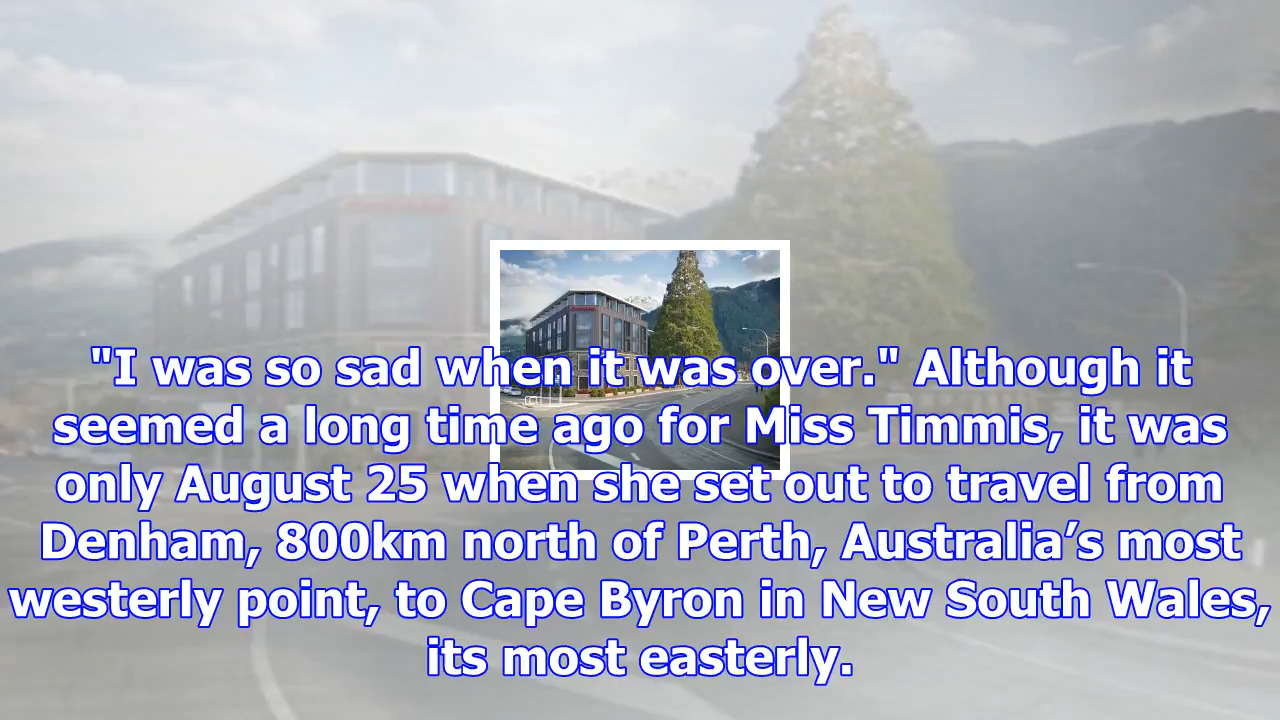 "I was so sad when it was over." Although it
seemed a long time ago for Miss Timmis, it was
only August 25 when she set out to travel from
Denham, 800km north of Perth, Australia’s most
westerly point, to Cape Byron in New South Wales,
its most easterly.